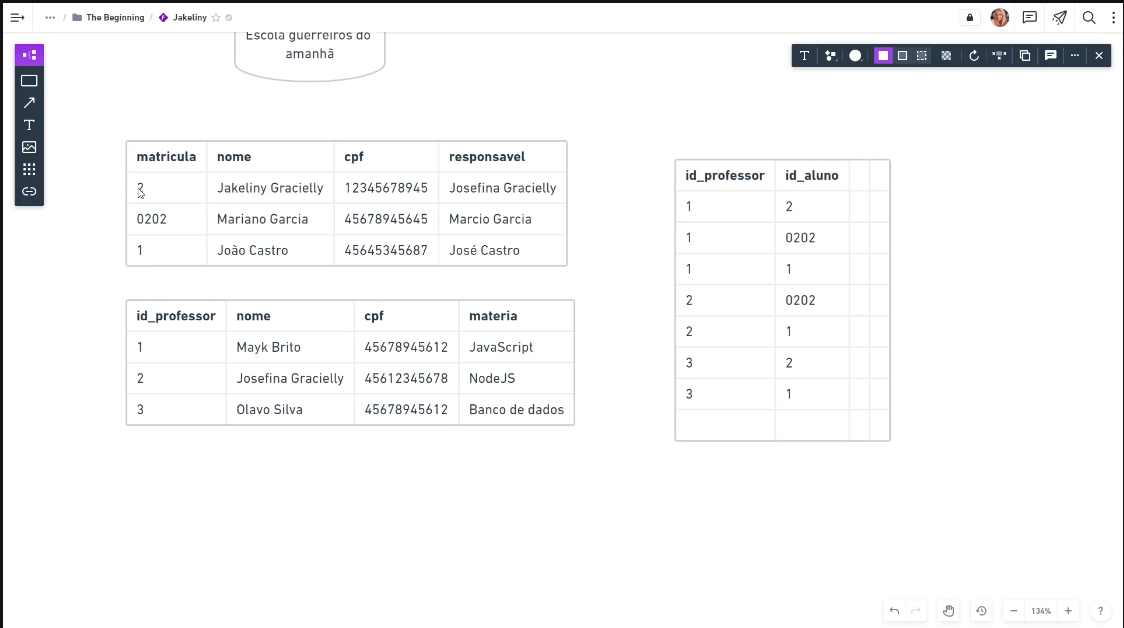 ... / The Beginning / Jakeliny
Escola guerreiros do
amanhã
matricula nome cpf responsavel
2 Jakeliny Gracielly 12345678945 Josefina Gracielly
0202 Mariano Garcia 45678945645 Marcio Garcia
1 João Castro 45645345687 José Castro
id_professor nome cpf materia
1 Mayk Brito 45678945612 JavaScript
2 Josefina Gracielly 45612345678 NodeJS
3 Olavo Silva 45678945612 Banco de dados
id_professor id_aluno
1 2
1 0202
1 1
2 0202
2 1
3 2
3 1
134%